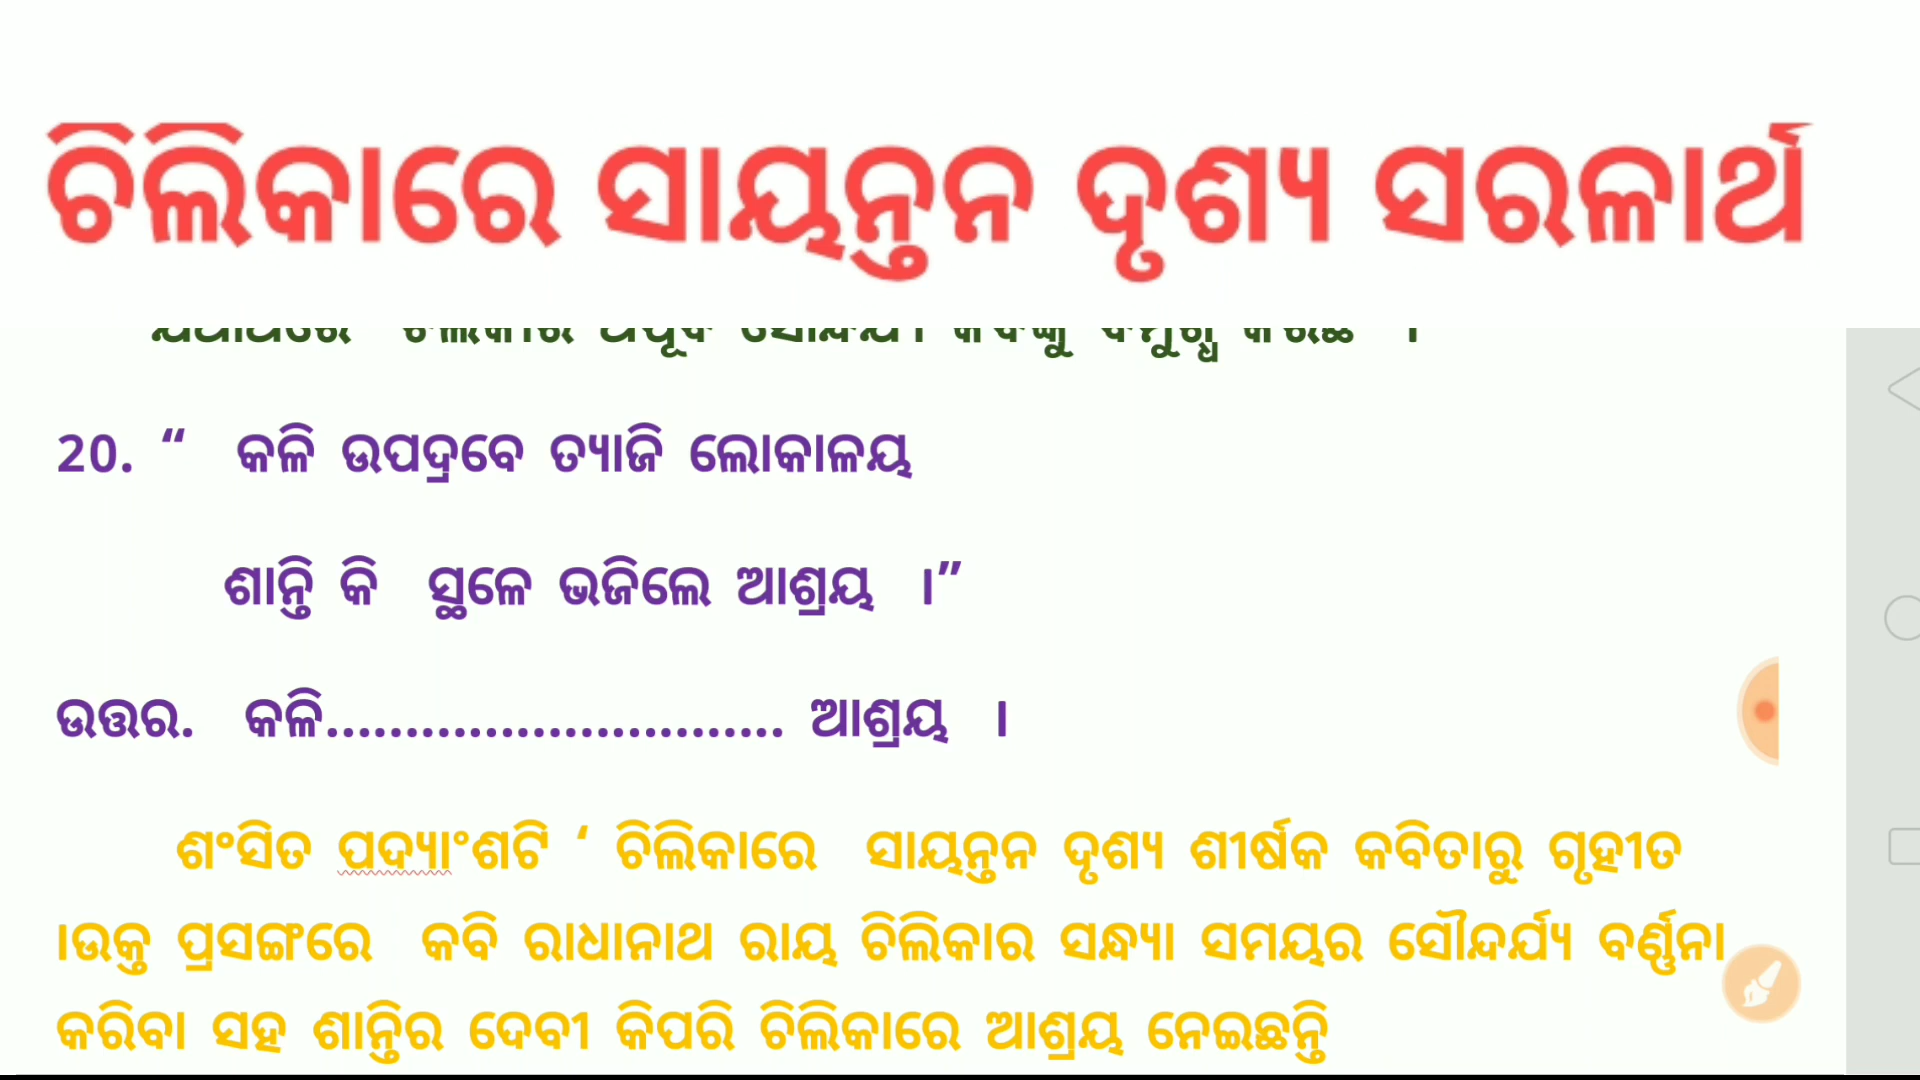 ଚିଲିକାରେ ସାୟନ୍ତନ ଦୃଶ୍ୟ ସରଳାର୍ଥ
20. “ କଳି ଉପଦ୍ରବେ ତ୍ୟାଜି ଲୋକାଳୟ
ଶାନ୍ତି କି ସ୍ଥଳେ ଭଜିଲେ ଆଶ୍ରୟ ।”
ଉତ୍ତର. କଳି............................. ଆଶ୍ରୟ ।
ଶଂସିତ ପଦ୍ୟାଂଶଟି ‘ ଚିଲିକାରେ ସାୟନ୍ତନ ଦୃଶ୍ୟ ଶୀର୍ଷକ କବିତାରୁ ଗୃହୀତ
।ଉକ୍ତ ପ୍ରସଙ୍ଗରେ କବି ରାଧାନାଥ ରାୟ ଚିଲିକାର ସନ୍ଧ୍ୟା ସମୟର ସୌନ୍ଦର୍ଯ୍ୟ ବର୍ଣ୍ଣନା
କରିବା ସହ ଶାନ୍ତିର ଦେବୀ କିପରି ଚିଲିକାରେ ଆଶ୍ରୟ ନେଇଛନ୍ତି